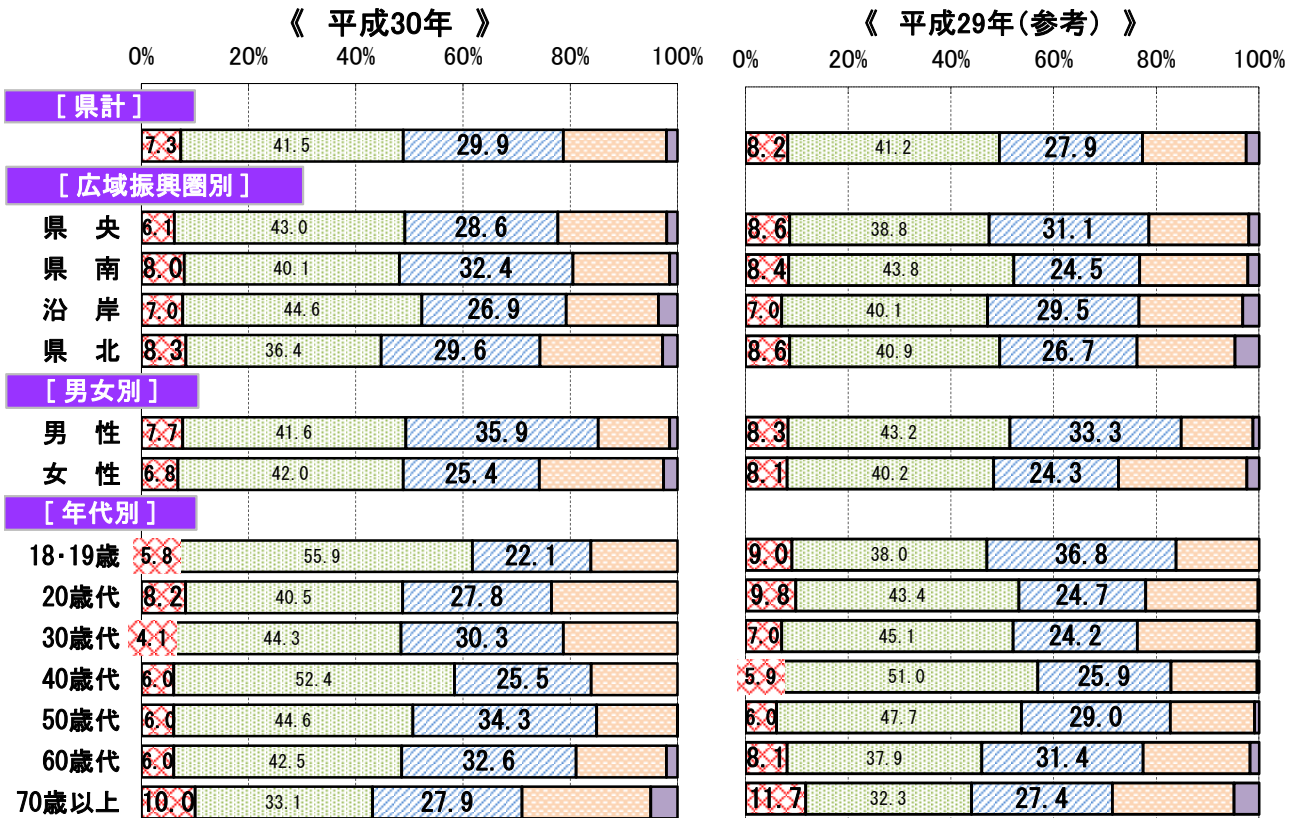 《 平成30年 》
0% 20% 40% 60% 80% 100%
[ 県計 ]
7.3 41.5 29.9
[ 広域振興圏別 ]
県 央 6.1 43.0 28.6
県 南 8.0 40.1 32.4
沿 岸 7.0 44.6 26.9
県 北 8.3 36.4 29.6
[ 男女別 ]
男 性 7.7 41.6 35.9
女 性 6.8 42.0 25.4
[ 年代別 ]
18・19歳 5.8 55.9 22.1
20歳代 8.2 40.5 27.8
30歳代 4.1 44.3 30.3
40歳代 6.0 52.4 25.5
50歳代 6.0 44.6 34.3
60歳代 6.0 42.5 32.6
70歳以上 10.0 33.1 27.9
《 平成29年(参考) 》
0% 20% 40% 60% 80% 100%
8.2 41.2 27.9
8.6 38.8 31.1
8.4 43.8 24.5
7.0 40.1 29.5
8.6 40.9 26.7
8.3 43.2 33.3
8.1 40.2 24.3
9.0 38.0 36.8
9.8 43.4 24.7
7.0 45.1 24.2
5.9 51.0 25.9
6.0 47.7 29.0
8.1 37.9 31.4
11.7 32.3 27.4